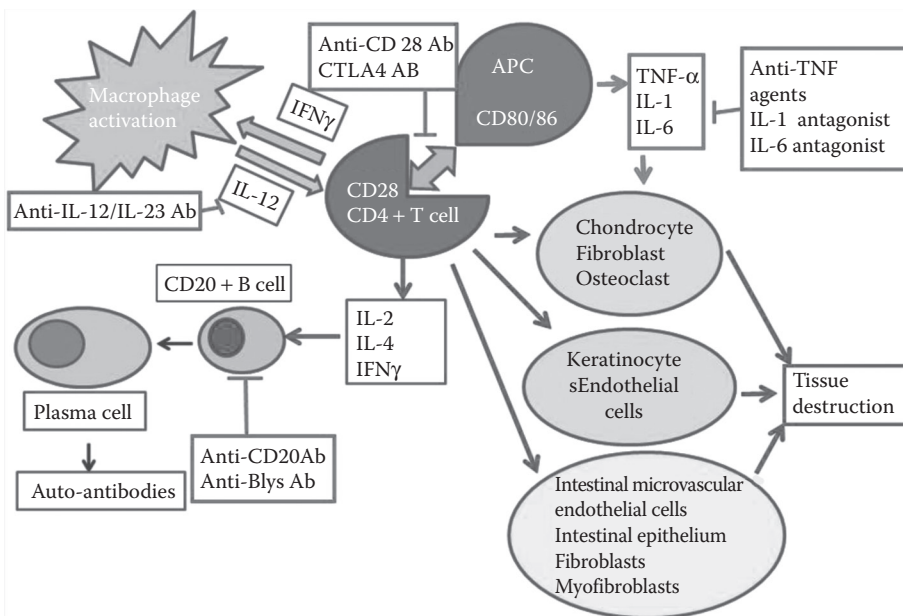 Anti-CD 28 Ab
CTLA4 AB
APC
CD80/86
TNF-α
IL-1
IL-6
Anti-TNF
agents
IL-1 antagonist
IL-6 antagonist
Macrophage
activation
IFNγ
IL-12
Anti-IL-12/IL-23 Ab
CD28
CD4 + T cell
Chondrocyte
Fibroblast
Osteoclast
CD20 + B cell
IL-2
IL-4
IFNγ
Keratinocyte
sEndothelial
cells
Tissue
destruction
Plasma cell
Anti-CD20Ab
Anti-Blys Ab
Auto-antibodies
Intestinal microvascular
endothelial cells
Intestinal epithelium
Fibroblasts
Myofibroblasts